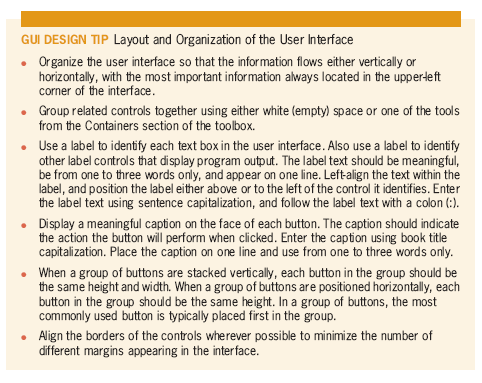 GUI DESIGN TIP Layout and Organization of the User Interface
• Organize the user interface so that the information flows either vertically or
horizontally, with the most important information always located in the upper-left
corner of the interface.
• Group related controls together using either white (empty) space or one of the tools
from the Containers section of the toolbox.
• Use a label to identify each text box in the user interface. Also use a label to identify
other label controls that display program output. The label text should be meaningful,
be from one to three words only, and appear on one line. Left-align the text within the
label, and position the label either above or to the left of the control it identifies. Enter
the label text using sentence capitalization, and follow the label text with a colon (:).
• Display a meaningful caption on the face of each button. The caption should indicate
the action the button will perform when clicked. Enter the caption using book title
capitalization. Place the caption on one line and use from one to three words only.
• When a group of buttons are stacked vertically, each button in the group should be
the same height and width. When a group of buttons are positioned horizontally, each
button in the group should be the same height. In a group of buttons, the most
commonly used button is typically placed first in the group.
• Align the borders of the controls wherever possible to minimize the number of
different margins appearing in the interface.